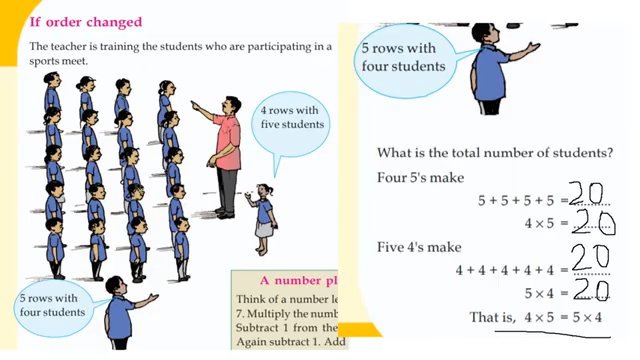 If order changed
The teacher is training the students who are participating in a
sports meet.
4 rows with
five students
5 rows with
four students
A number pl
Think of a number le
7. Multiply the numb
Subtract 1 from the
Again subtract 1. Add
5 rows with
four students
What is the total number of students?
Four 5's make
5 + 5 + 5 + 5 = 20
4 × 5 = 20
Five 4's make
4 + 4 + 4 + 4 + 4 = 20
5 × 4 = 20
That is, 4 × 5 = 5 × 4